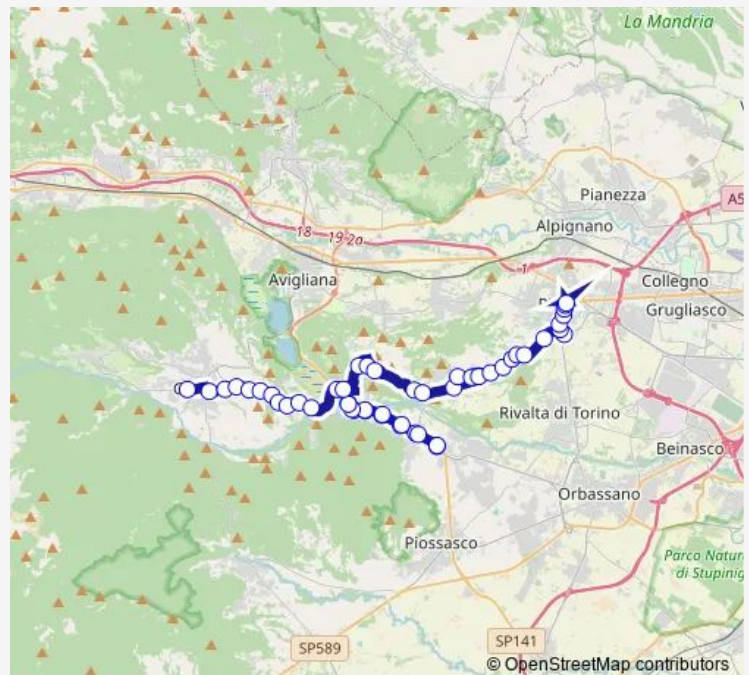 La Mandria
Pianezza
A5
Alpignano
18
19-2a
1
Avigliana
Collegno
Grugliasco
Rivalta di Torino
Beinasco
Orbassano
Piossasco
Parco Natur
di Stupinig
SP589
SP141
© OpenStreetMap contributors